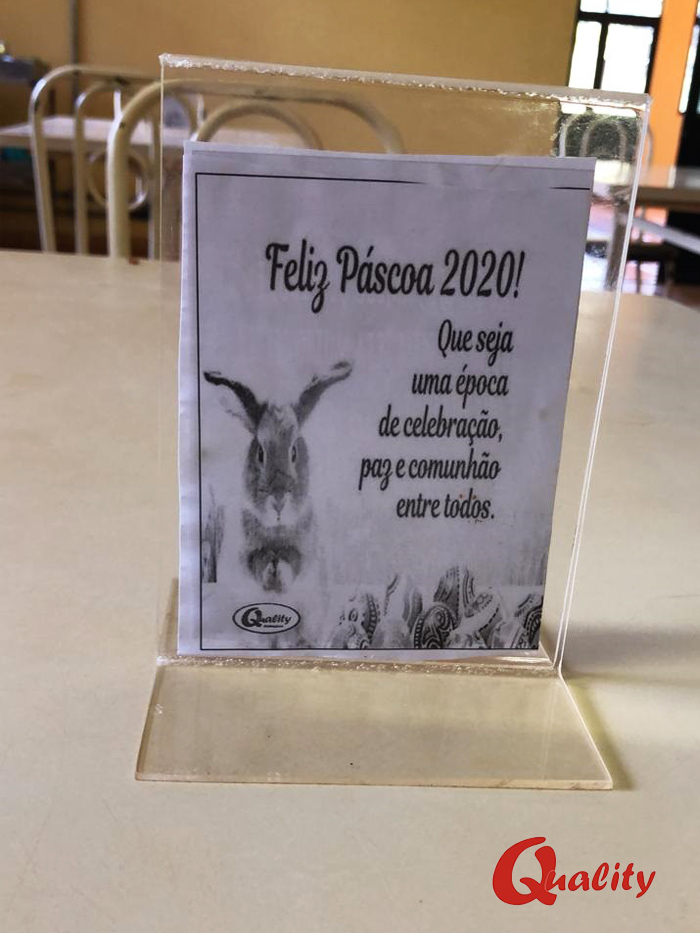 Feliz Páscoa 2020!
Que seja
uma época
de celebração,
paz e comunhão
entre todos.
Quality
Quality